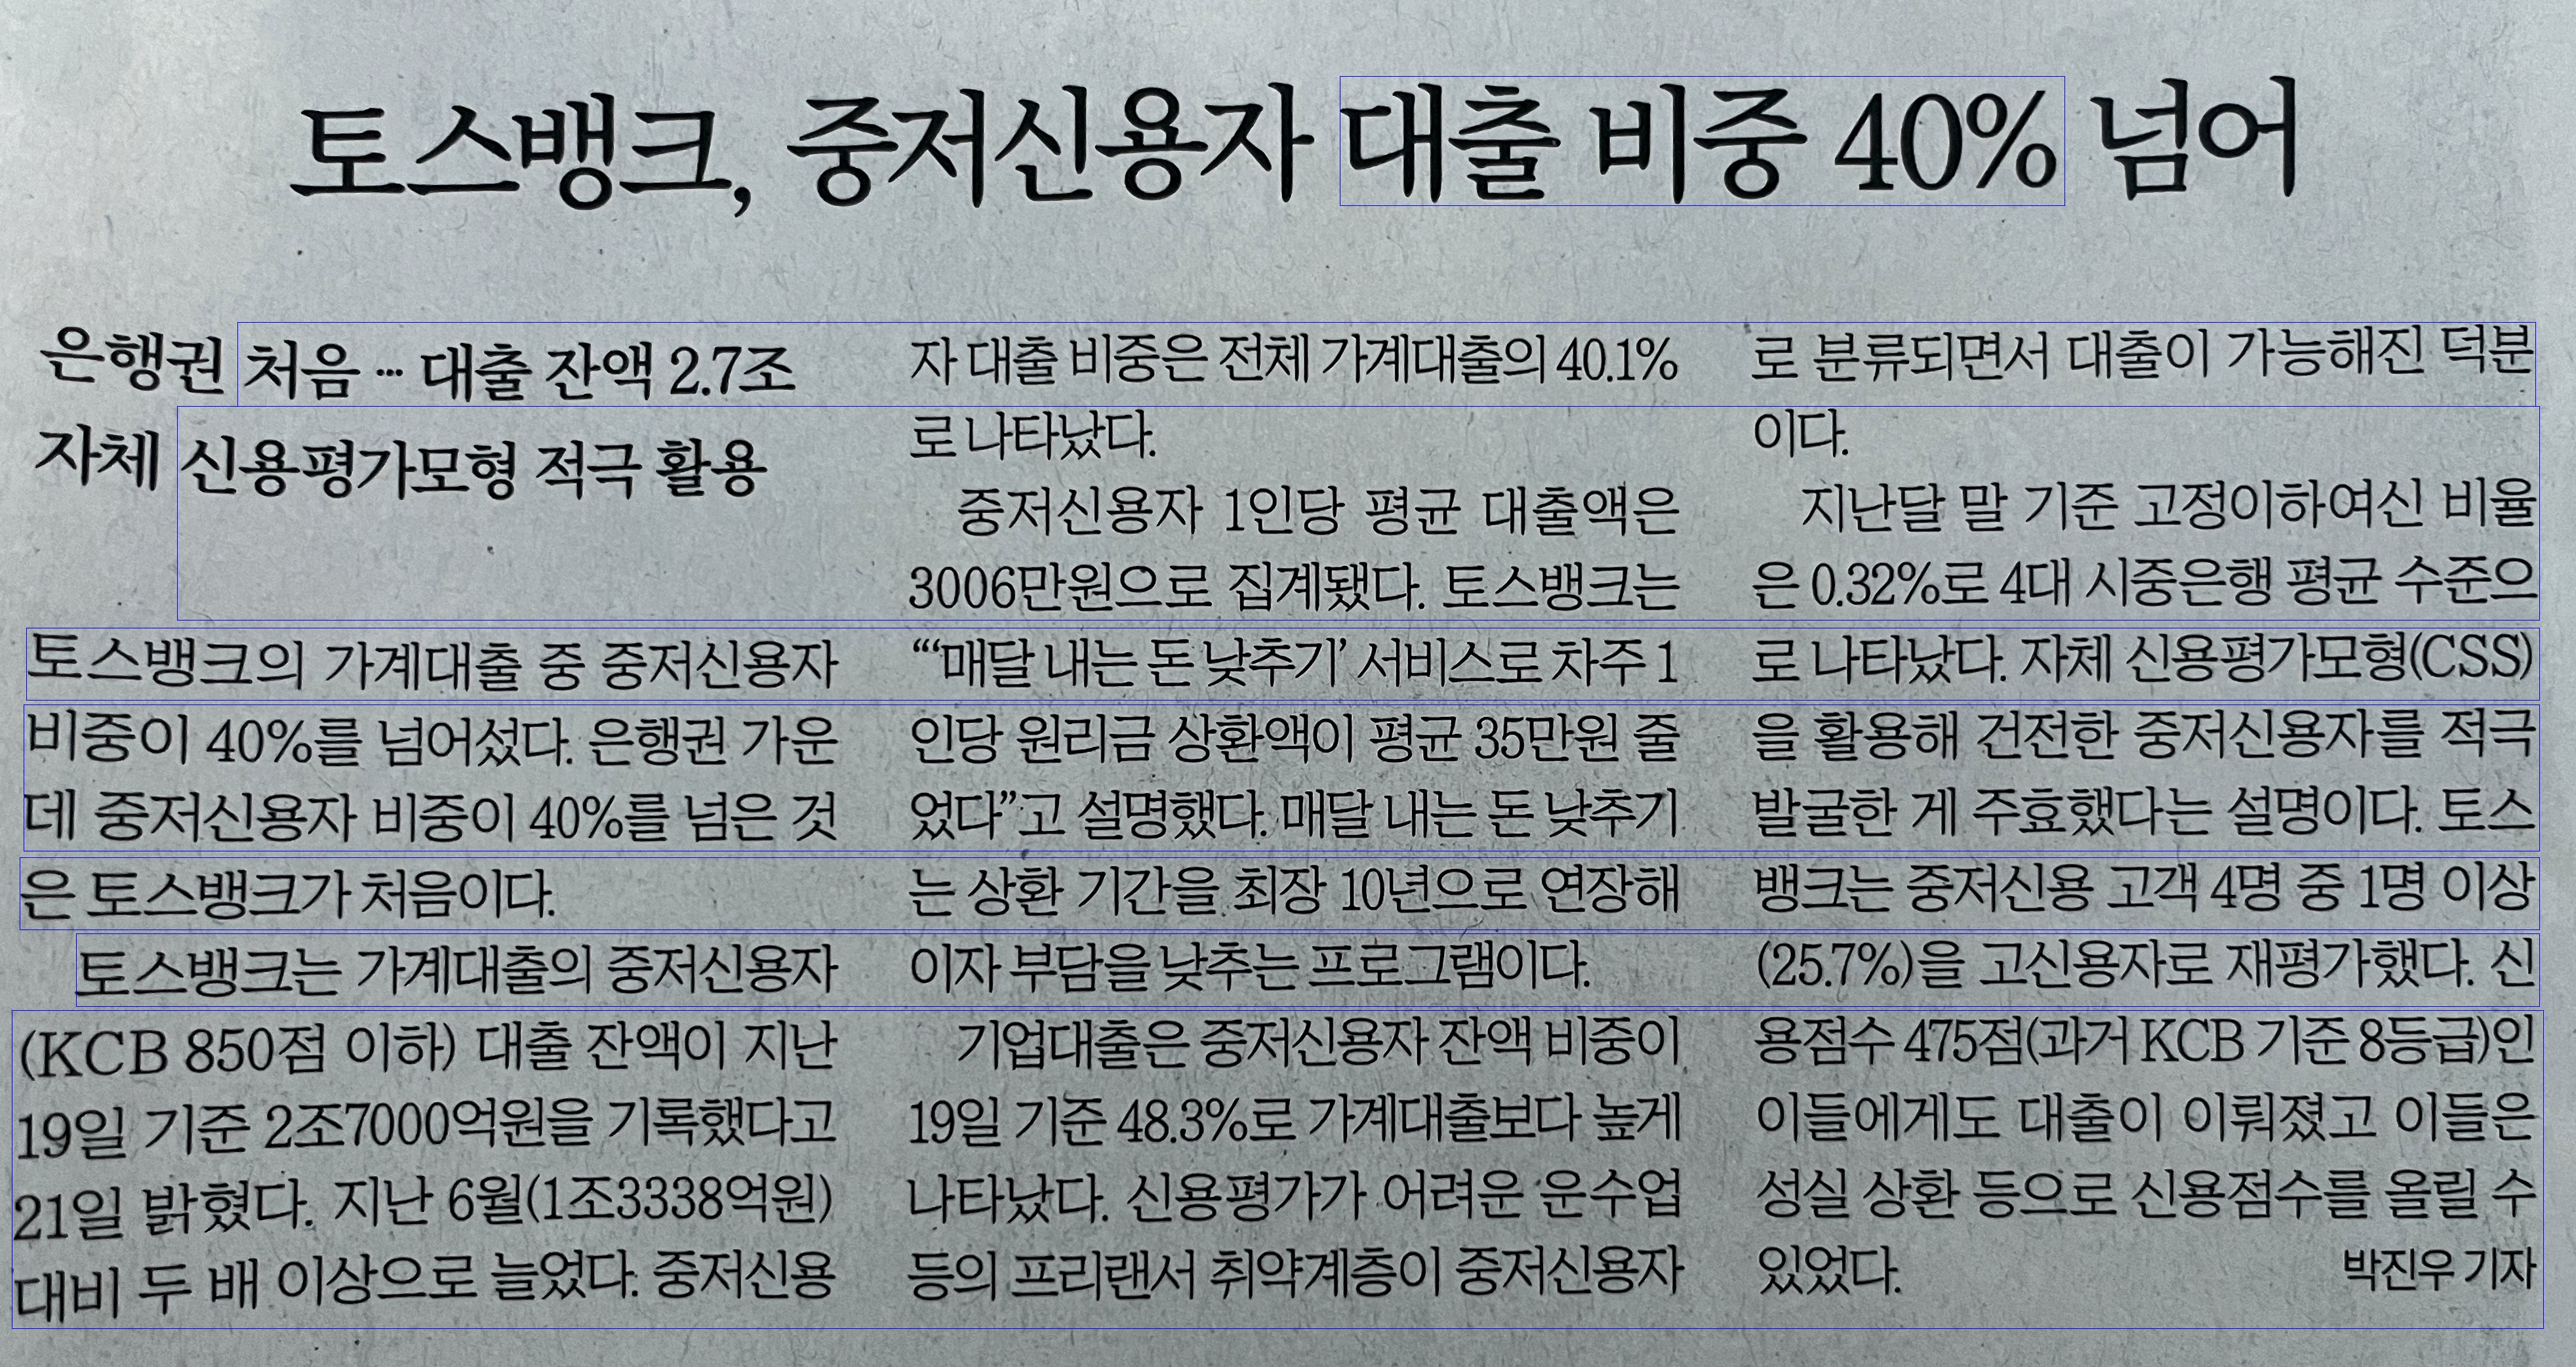 토스뱅크, 중저신용자 대출 비중 40% 넘어
은행권 처음 … 대출 잔액 2.7조
자체 신용평가모형 적극 활용
토스뱅크의 가계대출 중 중저신용자
비중이 40%를 넘어섰다. 은행권 가운
데 중저신용자 비중이 40%를 넘은 것
은 토스뱅크가 처음이다.
토스뱅크는 가계대출의 중저신용자
(KCB 850점 이하) 대출 잔액이 지난
19일 기준 2조7000억원을 기록했다고
21일 밝혔다. 지난 6월(1조3338억원)
대비 두 배 이상으로 늘었다. 중저신용
자 대출 비중은 전체 가계대출의 40.1%
로 나타났다.
중저신용자 1인당 평균 대출액은
3006만원으로 집계됐다. 토스뱅크는
“‘매달 내는 돈 낮추기’ 서비스로 차주 1
인당 원리금 상환액이 평균 35만원 줄
었다”고 설명했다. 매달 내는 돈 낮추기
는 상환 기간을 최장 10년으로 연장해
이자 부담을 낮추는 프로그램이다.
기업대출은 중저신용자 잔액 비중이
19일 기준 48.3%로 가계대출보다 높게
나타났다. 신용평가가 어려운 운수업
등의 프리랜서 취약계층이 중저신용자
로 분류되면서 대출이 가능해진 덕분
이다.
지난달 말 기준 고정이하여신 비율
은 0.32%로 4대 시중은행 평균 수준으
로 나타났다. 자체 신용평가모형(CSS)
을 활용해 건전한 중저신용자를 적극
발굴한 게 주효했다는 설명이다. 토스
뱅크는 중저신용 고객 4명 중 1명 이상
(25.7%)을 고신용자로 재평가했다. 신
용점수 475점(과거 KCB 기준 8등급)인
이들에게도 대출이 이뤄졌고 이들은
성실 상환 등으로 신용점수를 올릴 수
있었다.
박진우 기자